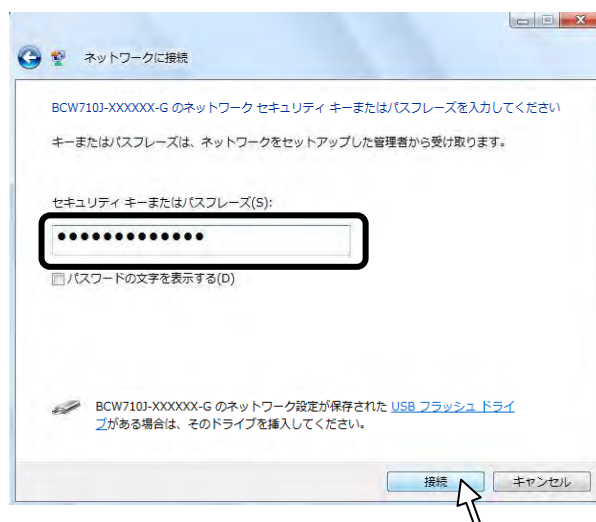 ネットワークに接続
BCW710J-XXXXXX-G のネットワーク セキュリティ キーまたはパスフレーズを入力してください
キーまたはパスフレーズは、ネットワークをセットアップした管理者から受け取ります。
セキュリティ キーまたはパスフレーズ(S):
●●●●●●●●●●●●●
パスワードの文字を表示する(D)
BCW710J-XXXXXX-G のネットワーク設定が保存された USB フラッシュ ドライ
ブがある場合は、そのドライブを挿入してください。
接続 キャンセル